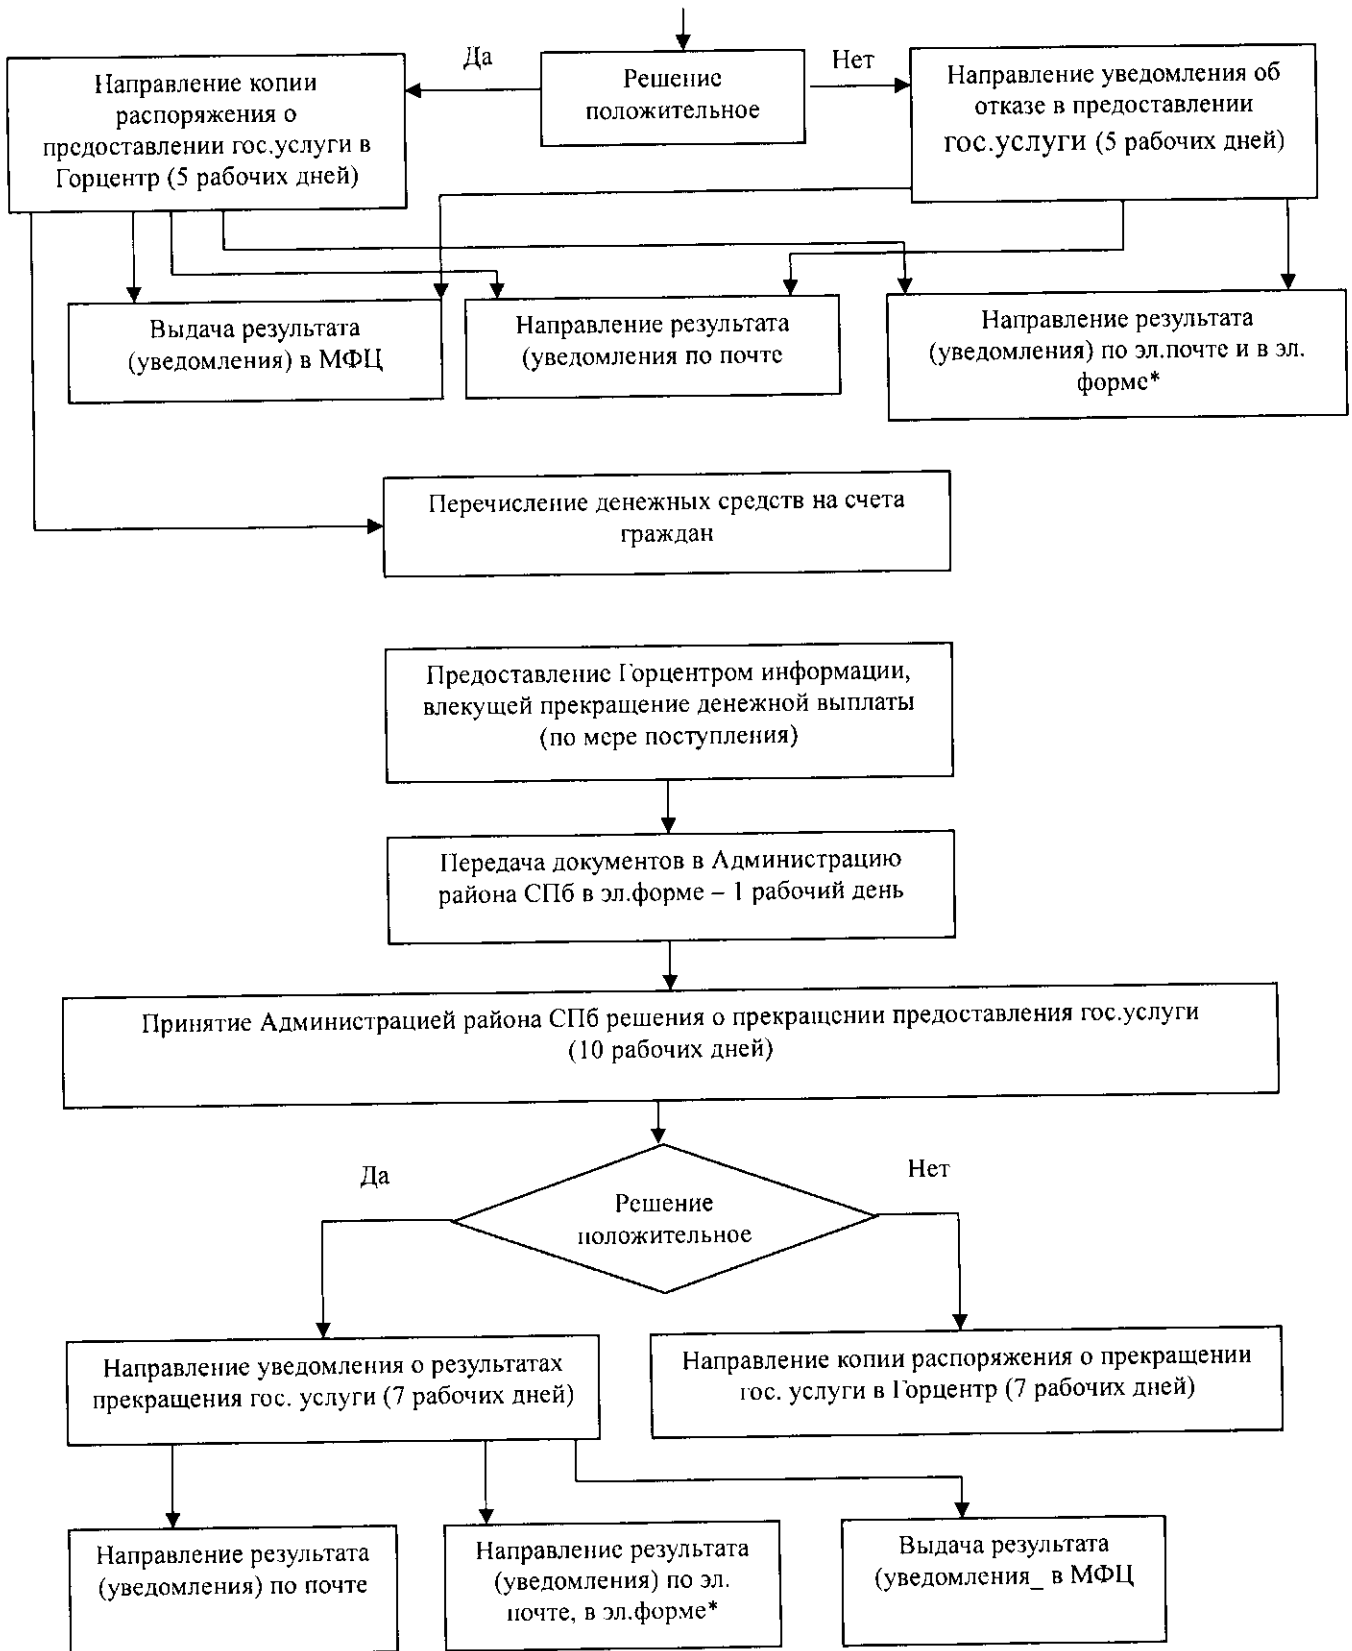 Да
Нет
Направление копии
распоряжения о
предоставлении гос.услуги в
Горцентр (5 рабочих дней)
Решение
положительное
Направление уведомления об
отказе в предоставлении
гос.услуги (5 рабочих дней)
Выдача результата
(уведомления) в МФЦ
Направление результата
(уведомления по почте
Направление результата
(уведомления) по эл.почте и в эл.
форме*
Перечисление денежных средств на счета
граждан
Предоставление Горцентром информации,
влекущей прекращение денежной выплаты
(по мере поступления)
Передача документов в Администрацию
района СПб в эл.форме – 1 рабочий день
Принятие Администрацией района СПб решения о прекращении предоставления гос.услуги
(10 рабочих дней)
Да
Нет
Решение
положительное
Направление уведомления о результатах
прекращения гос. услуги (7 рабочих дней)
Направление копии распоряжения о прекращении
гос. услуги в Горцентр (7 рабочих дней)
Направление результата
(уведомления) по почте
Направление результата
(уведомления) по эл.
почте, в эл.форме*
Выдача результата
(уведомления_ в МФЦ